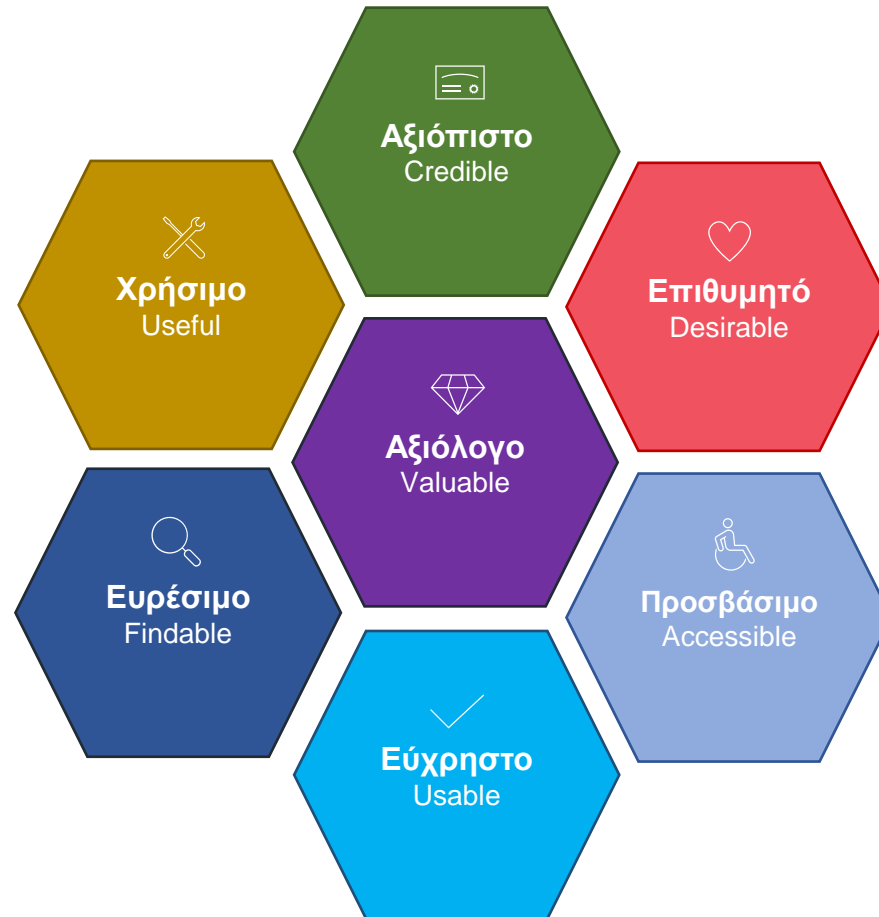 Αξιόπιστο
Credible
Χρήσιμο
Useful
Επιθυμητό
Desirable
Αξιόλογο
Valuable
Ευρέσιμο
Findable
Προσβάσιμο
Accessible
Εύχρηστο
Usable